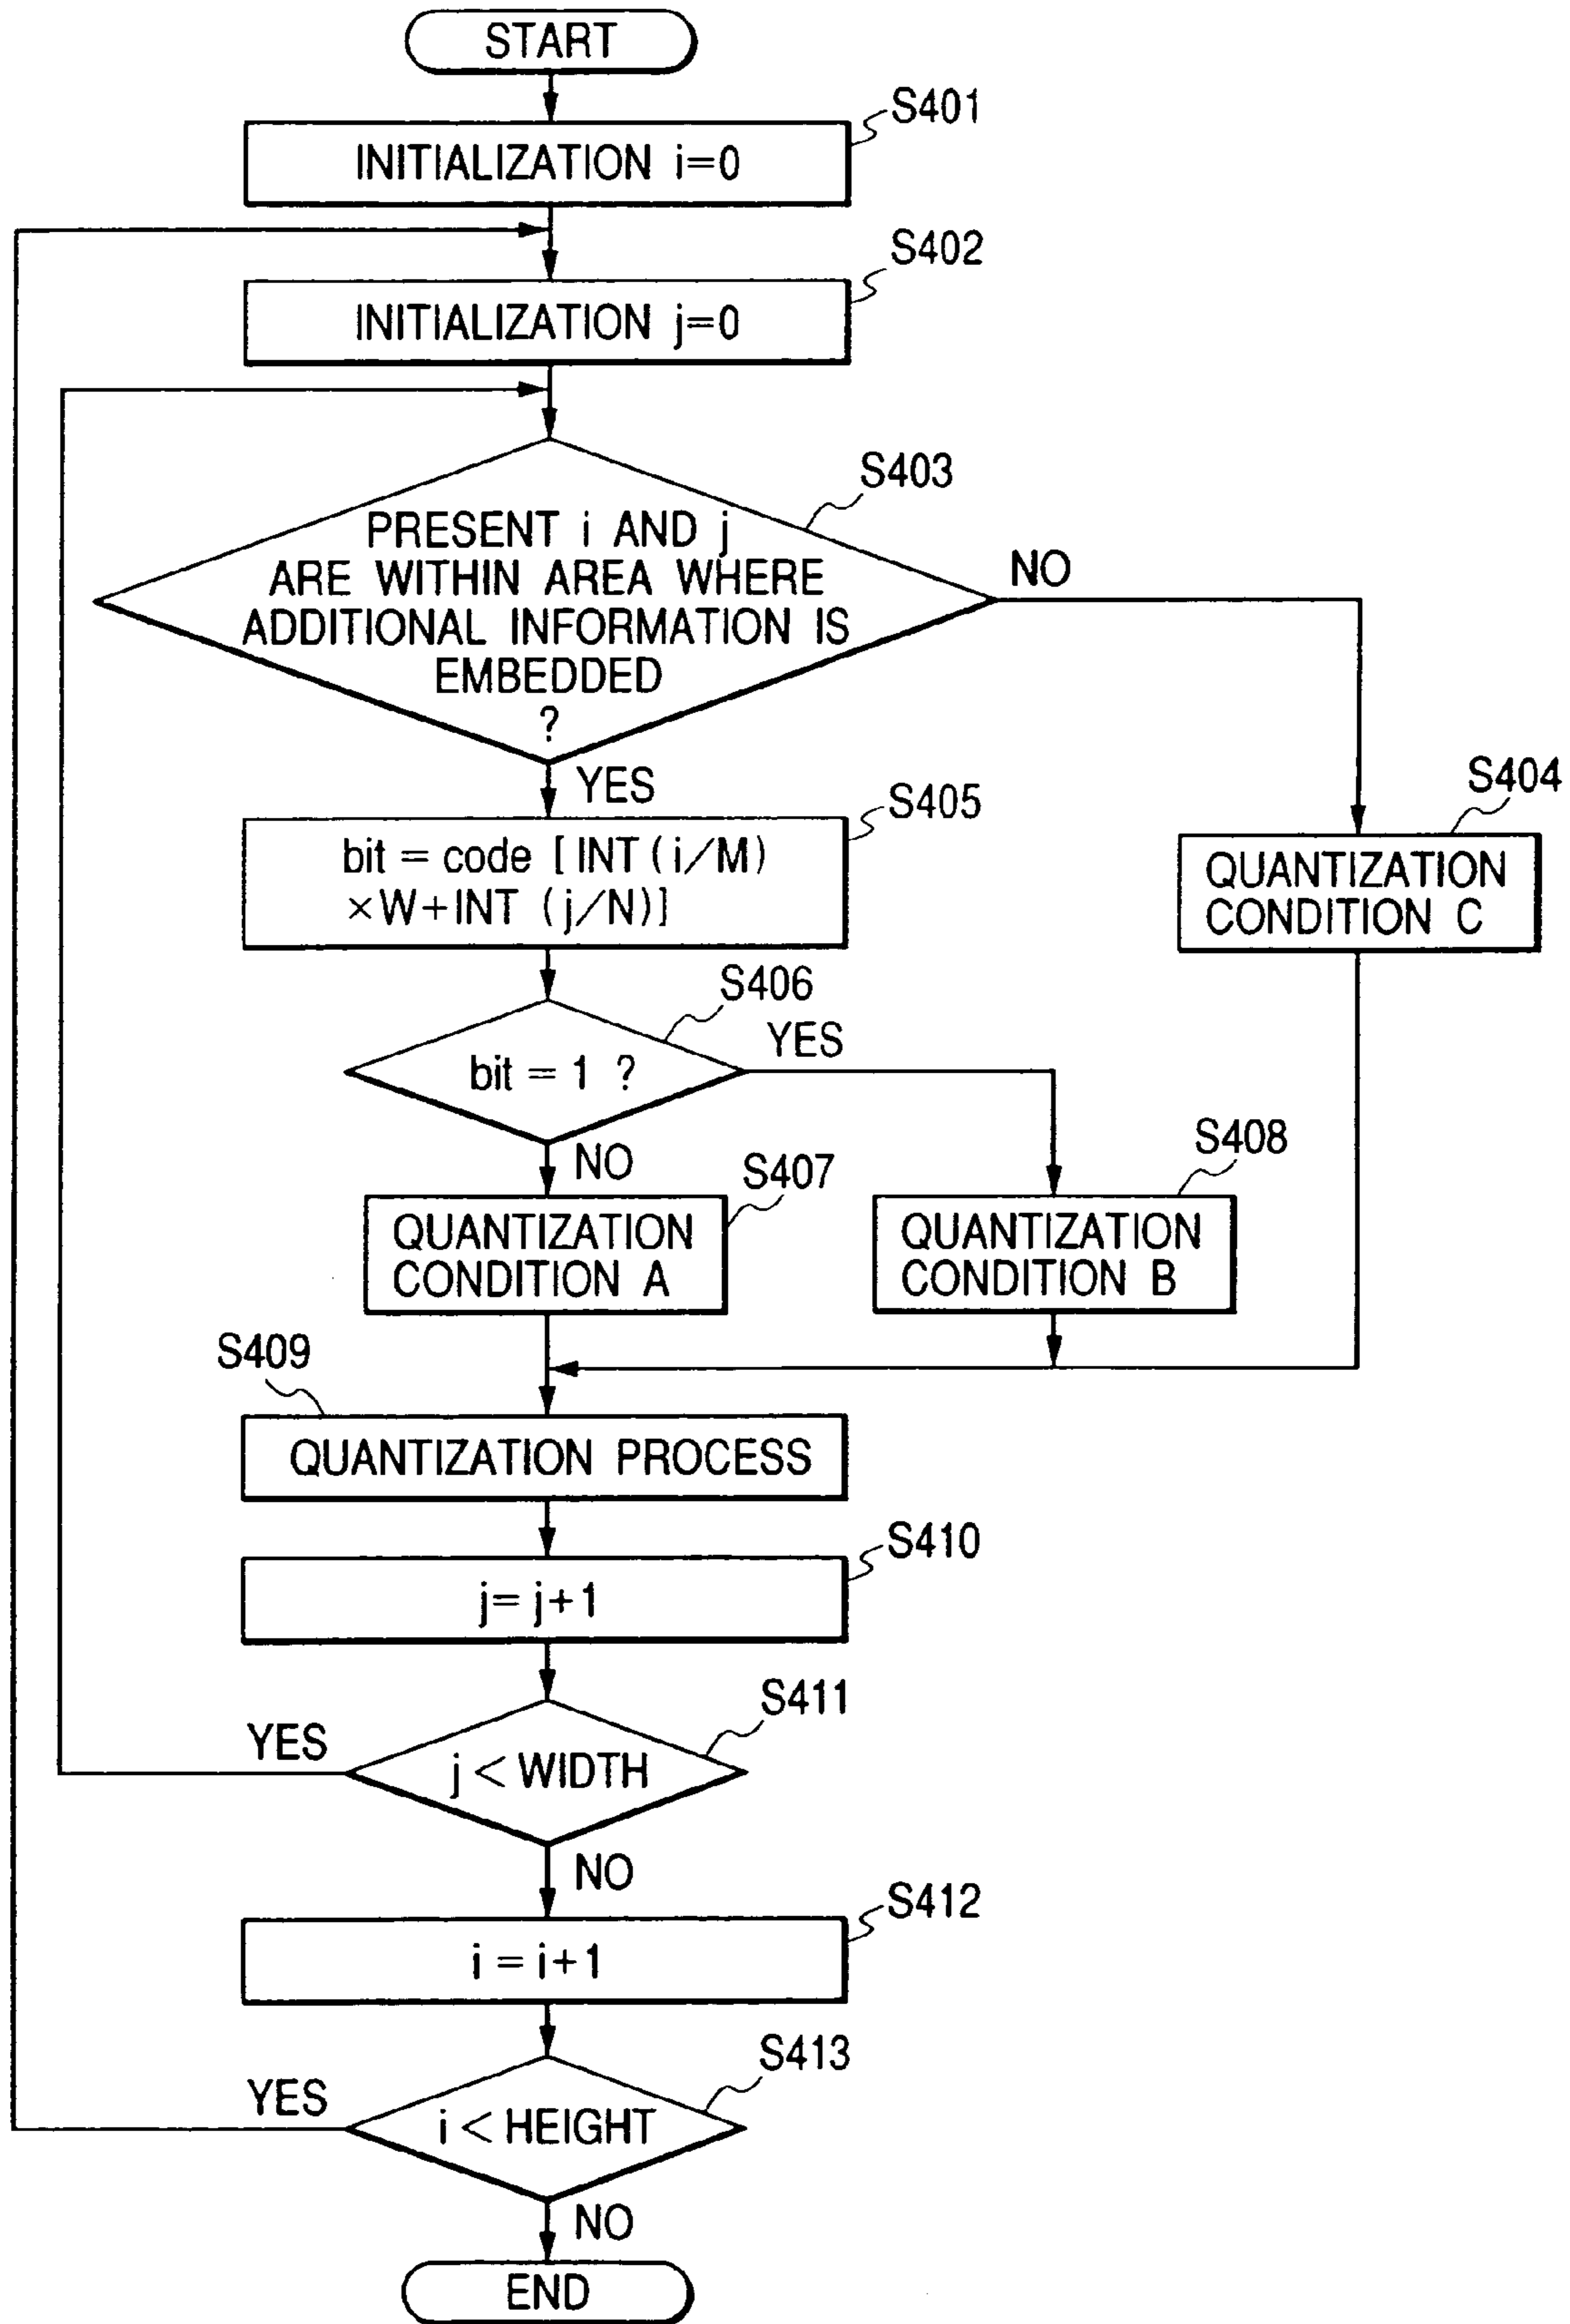 START
S401
INITIALIZATION i=0
S402
INITIALIZATION j=0
S403
PRESENT i AND j
ARE WITHIN AREA WHERE
ADDITIONAL INFORMATION IS
EMBEDDED
?
NO
YES
S404
QUANTIZATION
CONDITION C
S405
bit = code [ INT ( i/M)
×W+INT (j/N)]
S406
bit = 1 ?
YES
NO
S407
QUANTIZATION
CONDITION A
S408
QUANTIZATION
CONDITION B
S409
QUANTIZATION PROCESS
S410
j= j+1
S411
j < WIDTH
YES
NO
S412
i = i+1
S413
i < HEIGHT
YES
NO
END